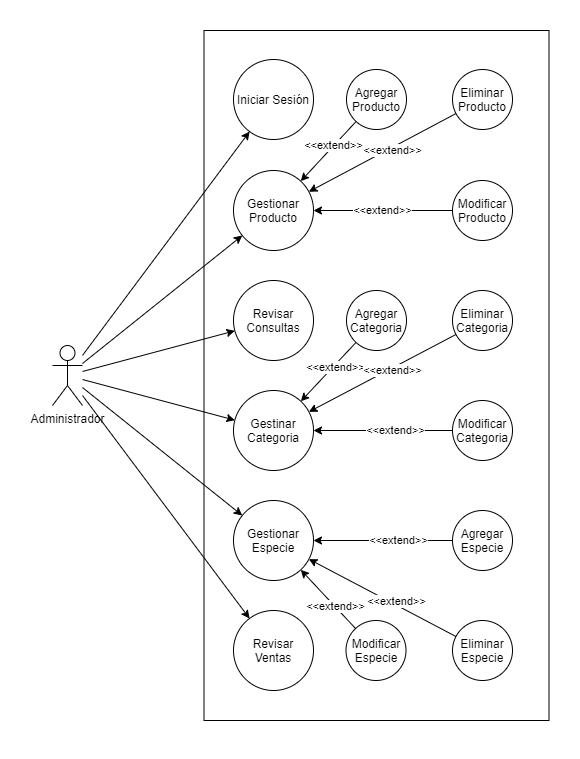 Iniciar Sesión
Agregar
Producto
Eliminar
Producto
<<extend>>
<<extend>>
Gestionar
Producto
<<extend>>
Modificar
Producto
Revisar
Consultas
Agregar
Categoria
Eliminar
Categoria
<<extend>>
<<extend>>
Administrador
Gestinar
Categoria
<<extend>>
Modificar
Categoria
Gestionar
Especie
<<extend>>
Agregar
Especie
<<extend>>
<<extend>>
Revisar
Ventas
Modificar
Especie
Eliminar
Especie